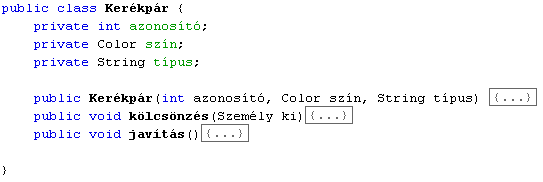 public class Kerékpár {
    private int azonosító;
    private Color szín;
    private String típus;

    public Kerékpár(int azonosító, Color szín, String típus) {...}
    public void kölcsönzés(Személy ki){...}
    public void javítás(){...}

}